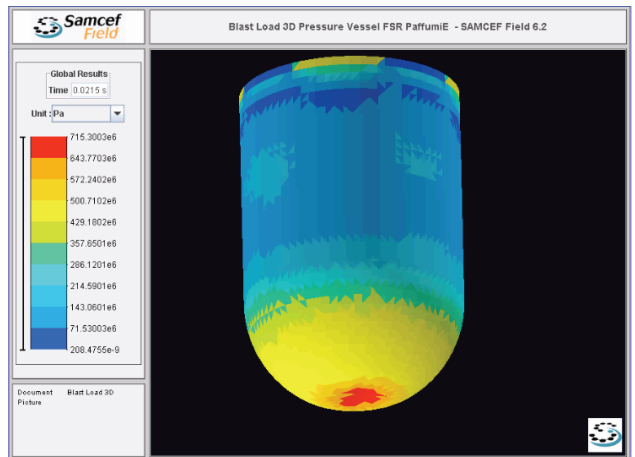 Samcef
Field
Blast Load 3D Pressure Vessel FSR PaffumiE - SAMCEF Field 6.2
Global Results
Time 0.0215 s
Unit : Pa
715.3003e6
643.7703e6
572.2402e6
500.7102e6
429.1802e6
357.6501e6
286.1201e6
214.5901e6
143.0601e6
71.53003e6
208.4755e-9
Document Blast Load 3D
Picture